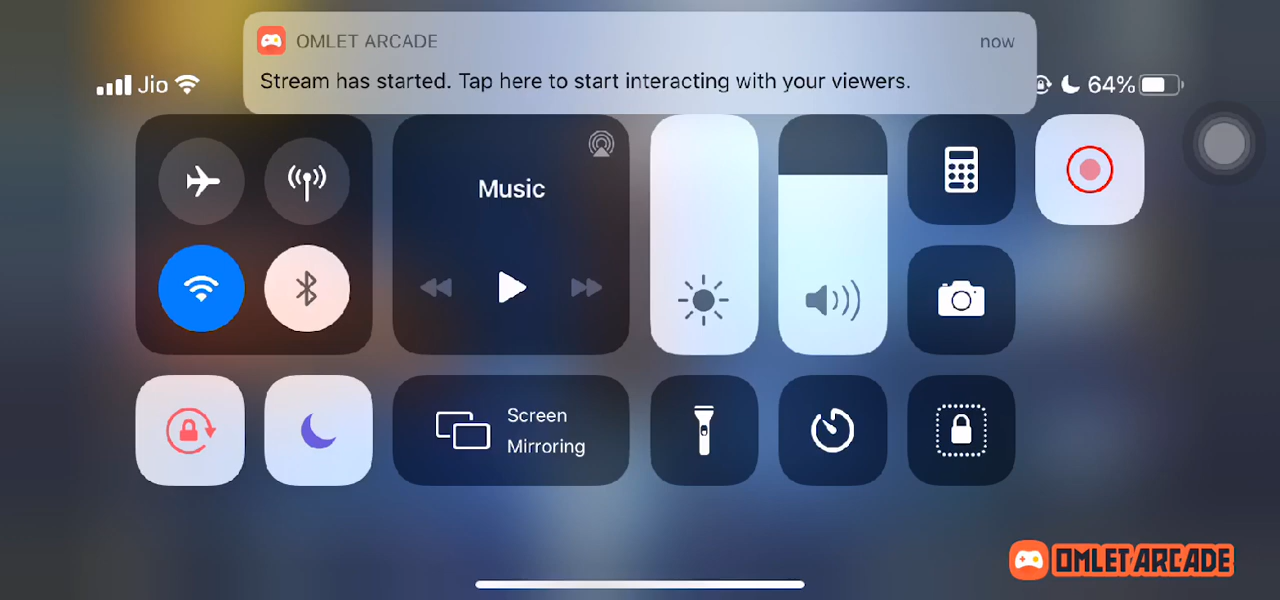 OMLET ARCADE
now
Stream has started. Tap here to start interacting with your viewers.
Jio
64%
Music
Screen
Mirroring
OMLET ARCADE